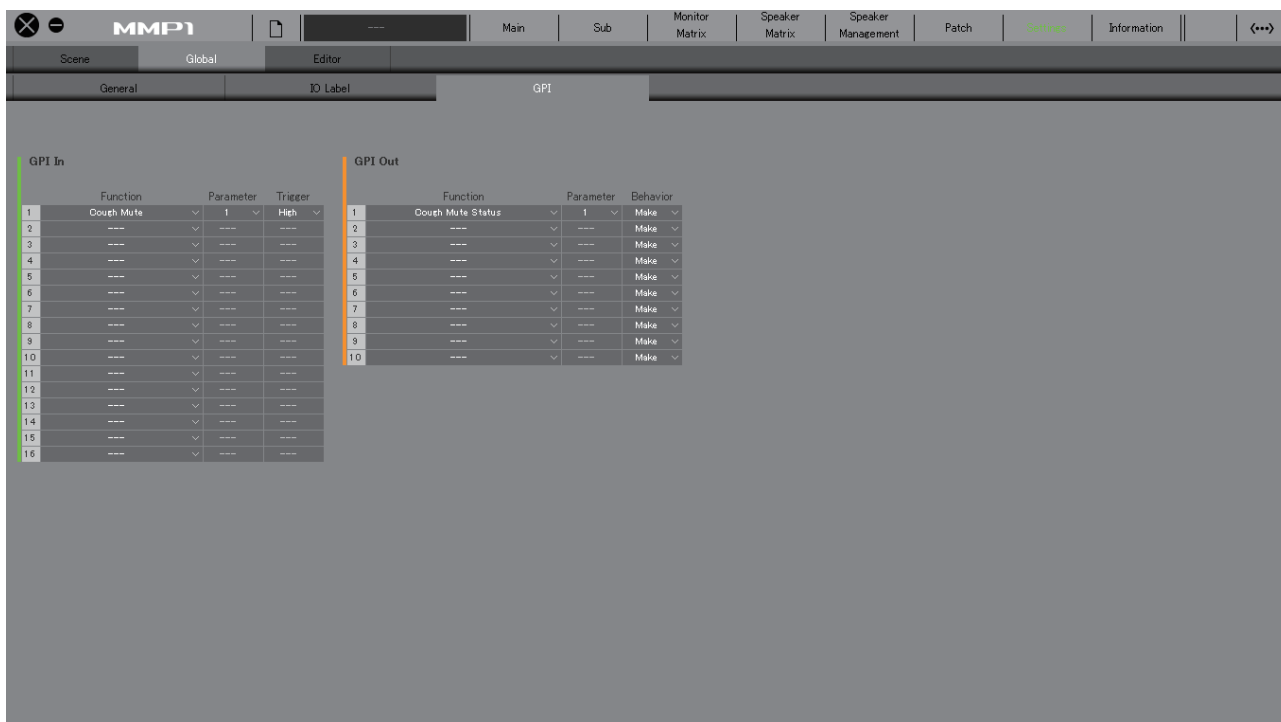 MMP1 --- Main Sub Monitor Matrix Speaker Matrix Speaker Management Patch Settings Information
Scene Global Editor
General IO Label GPI
GPI In
Function Parameter Trigger
1 Cough Mute 1 High
2 --- --- ---
3 --- --- ---
4 --- --- ---
5 --- --- ---
6 --- --- ---
7 --- --- ---
8 --- --- ---
9 --- --- ---
10 --- --- ---
11 --- --- ---
12 --- --- ---
13 --- --- ---
14 --- --- ---
15 --- --- ---
16 --- --- ---
GPI Out
Function Parameter Behavior
1 Cough Mute Status 1 Make
2 --- --- Make
3 --- --- Make
4 --- --- Make
5 --- --- Make
6 --- --- Make
7 --- --- Make
8 --- --- Make
9 --- --- Make
10 --- --- Make